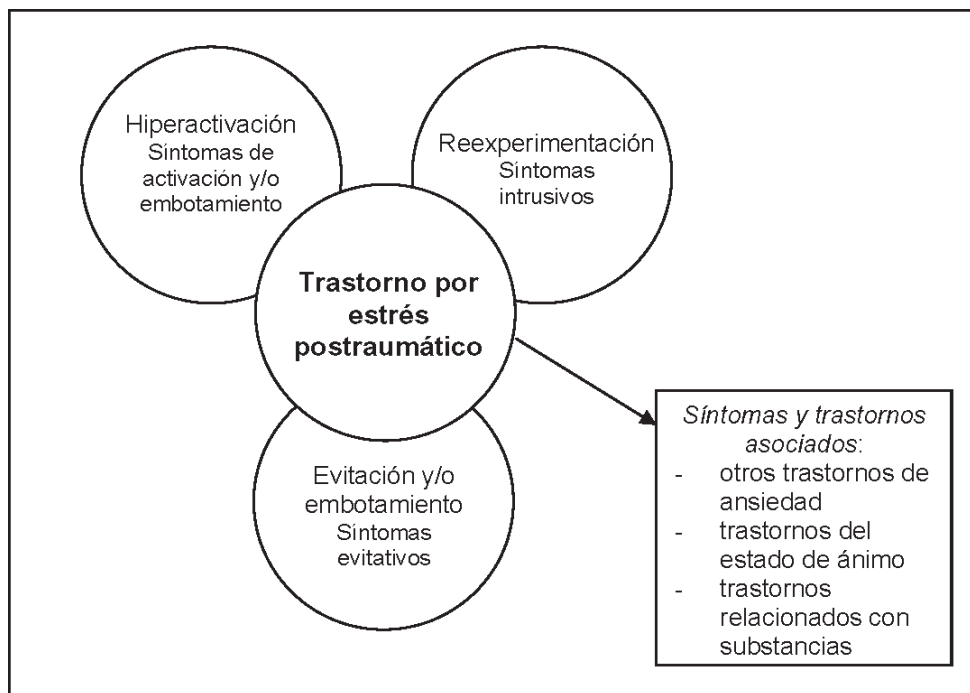 Hiperactivación
Síntomas de
activación y/o
embotamiento
Reexperimentación
Síntomas
intrusivos
Trastorno por
estrés
postraumático
Evitación y/o
embotamiento
Síntomas
evitativos
Síntomas y trastornos
asociados:
- otros trastornos de
ansiedad
- trastornos del
estado de ánimo
- trastornos
relacionados con
substancias